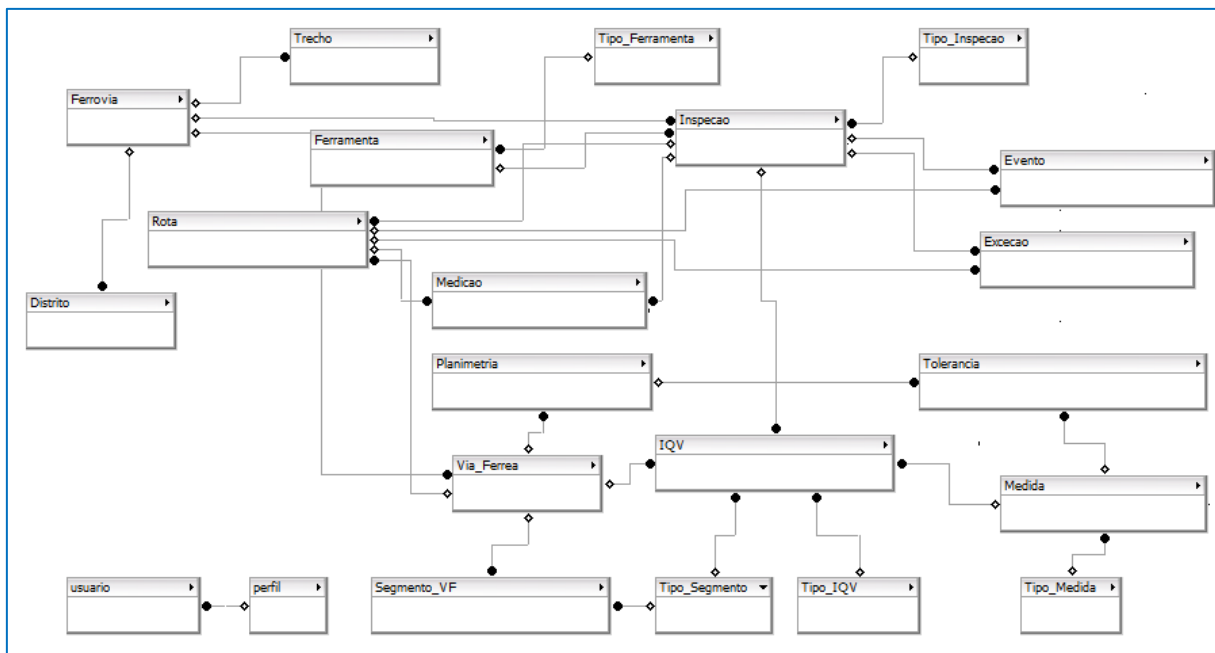 Trecho
Tipo_Ferramenta
Tipo_Inspecao
Ferrovia
Inspecao
Ferramenta
Evento
Rota
Excecao
Medicao
Distrito
Planimetria
Tolerancia
IQV
Via_Ferrea
Medida
usuario
perfil
Segmento_VF
Tipo_Segmento
Tipo_IQV
Tipo_Medida